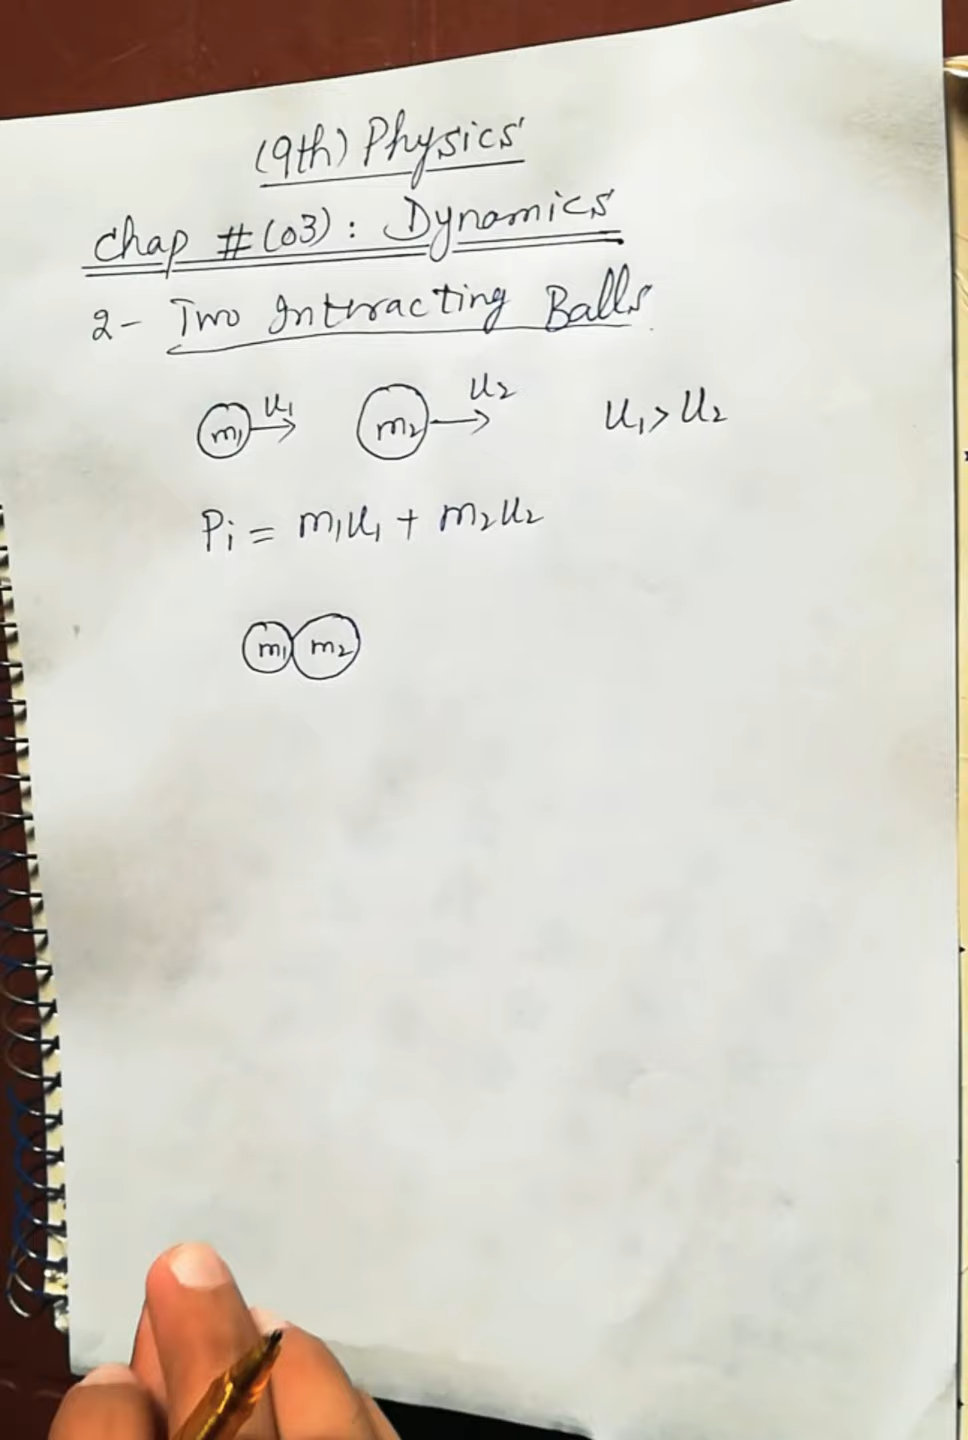 (9th) Physics
Chap # (03) : Dynamics
2- Two Interacting Balls
m1 U1 m2 U2 U1 > U2
Pi = m1U1 + m2U2
m1 m2